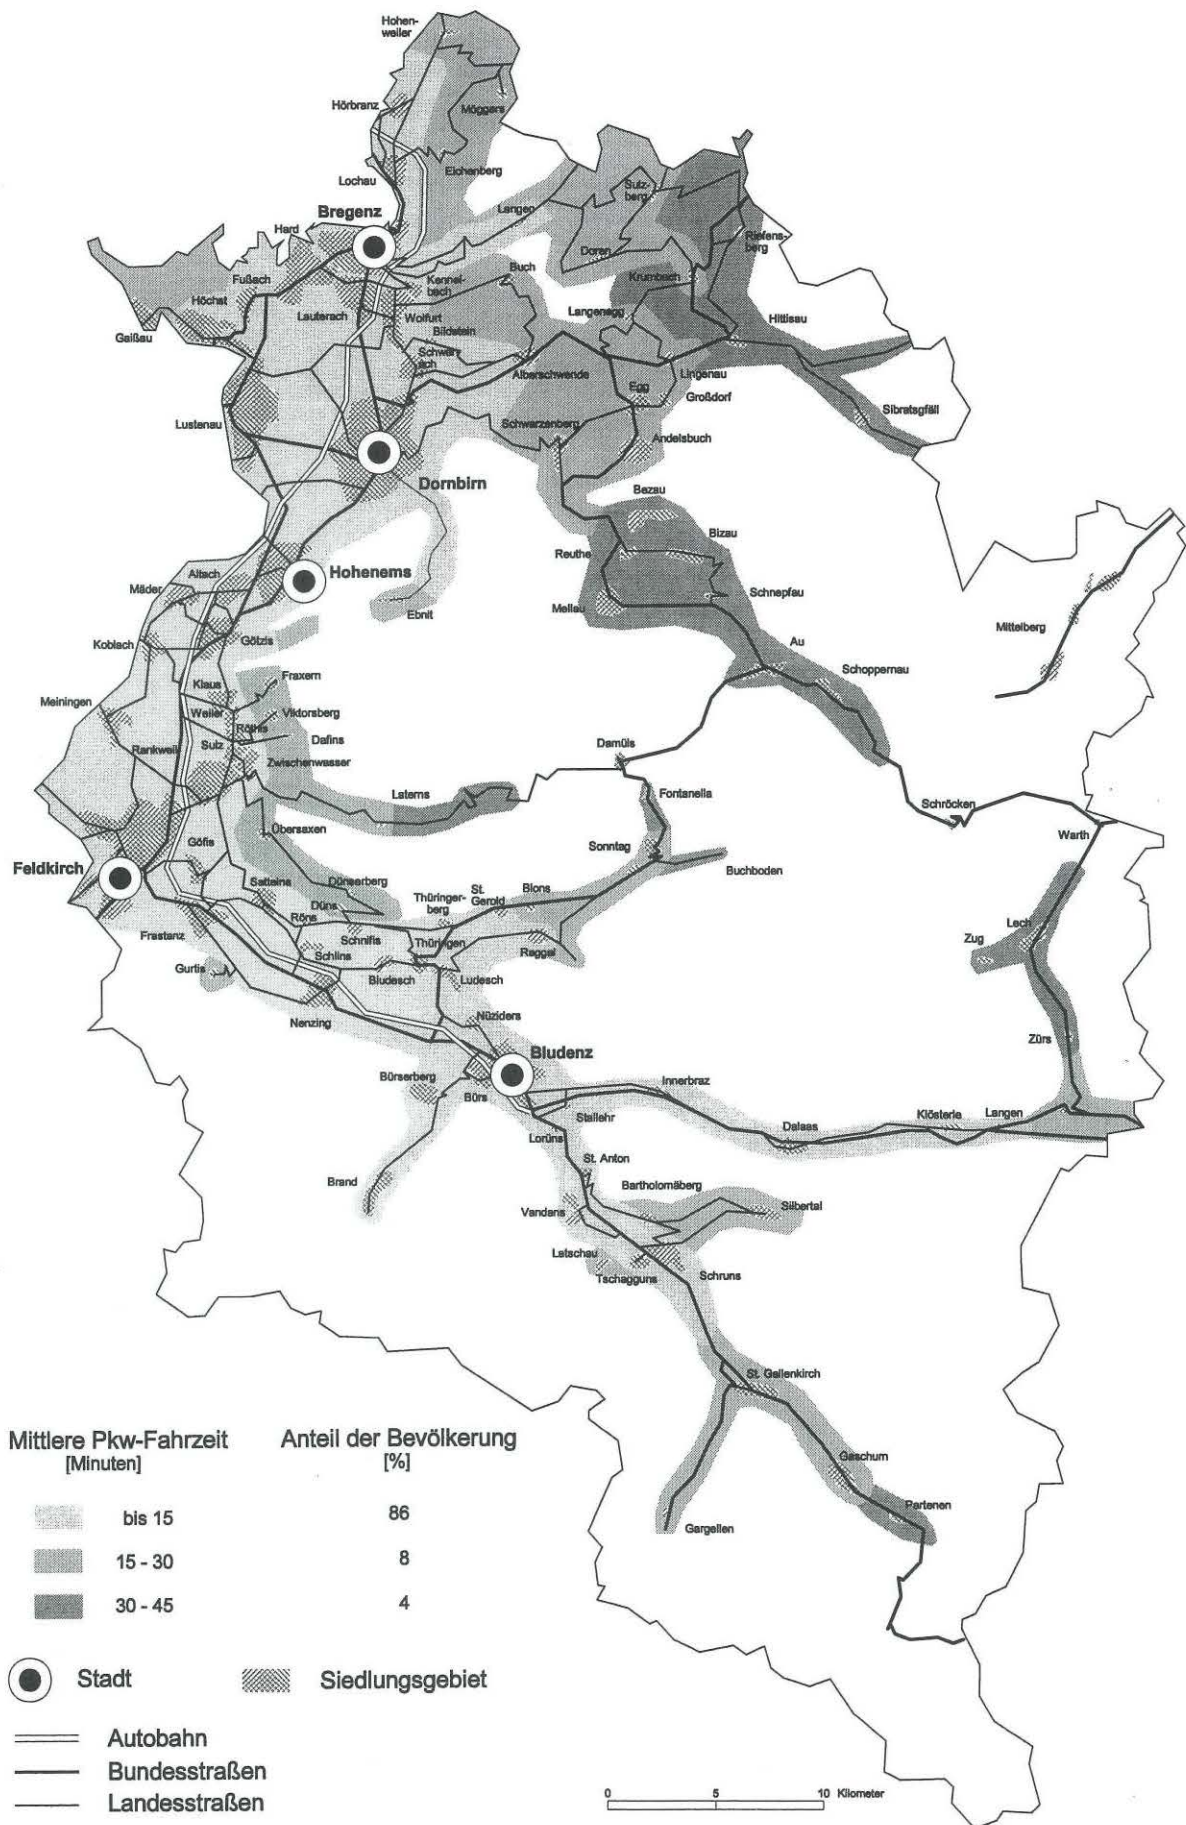 Hohen-
weiler
Hörbranz
Möggers
Lochau
Eichenberg
Bregenz
Langen
Sulz-
berg
Hard
Doren
Riefens-
berg
Fußach
Kennel-
bach
Buch
Krumbach
Höchst
Lauterach
Wolfurt
Langenegg
Hittisau
Gaißau
Bildstein
Schwarz-
ach
Alberschwende
Lingenau
Egg
Großdorf
Sibratsgfäll
Lustenau
Schwarzenberg
Andelsbuch
Dornbirn
Bezau
Bizau
Reuthe
Altach
Hohenems
Mäder
Ebnit
Mellau
Schnepfau
Mittelberg
Koblach
Götzis
Au
Schoppernau
Klaus
Fraxern
Meiningen
Weiler
Viktorsberg
Röthis
Rankweil
Sulz
Dafins
Damüls
Zwischenwasser
Laterns
Fontanella
Schröcken
Warth
Übersaxen
Göfis
Sonntag
Feldkirch
Buchboden
Satteins
Dünserberg
St.
Gerold
Blons
Düns
Thüringer-
berg
Röns
Lech
Frastanz
Schnifis
Zug
Schlins
Thüringen
Raggal
Gurtis
Bludesch
Ludesch
Nenzing
Nüziders
Zürs
Bludenz
Bürserberg
Innerbraz
Bürs
Stallehr
Dalaas
Klösterle
Langen
Lorüns
St. Anton
Brand
Bartholomäberg
Silbertal
Vandans
Latschau
Tschagguns
Schruns
St. Gallenkirch
Gaschurn
Partenen
Gargellen
Mittlere Pkw-Fahrzeit
[Minuten]
Anteil der Bevölkerung
[%]
bis 15 86
15 - 30 8
30 - 45 4
Stadt Siedlungsgebiet
Autobahn
Bundesstraßen
Landesstraßen
0 5 10 Kilometer